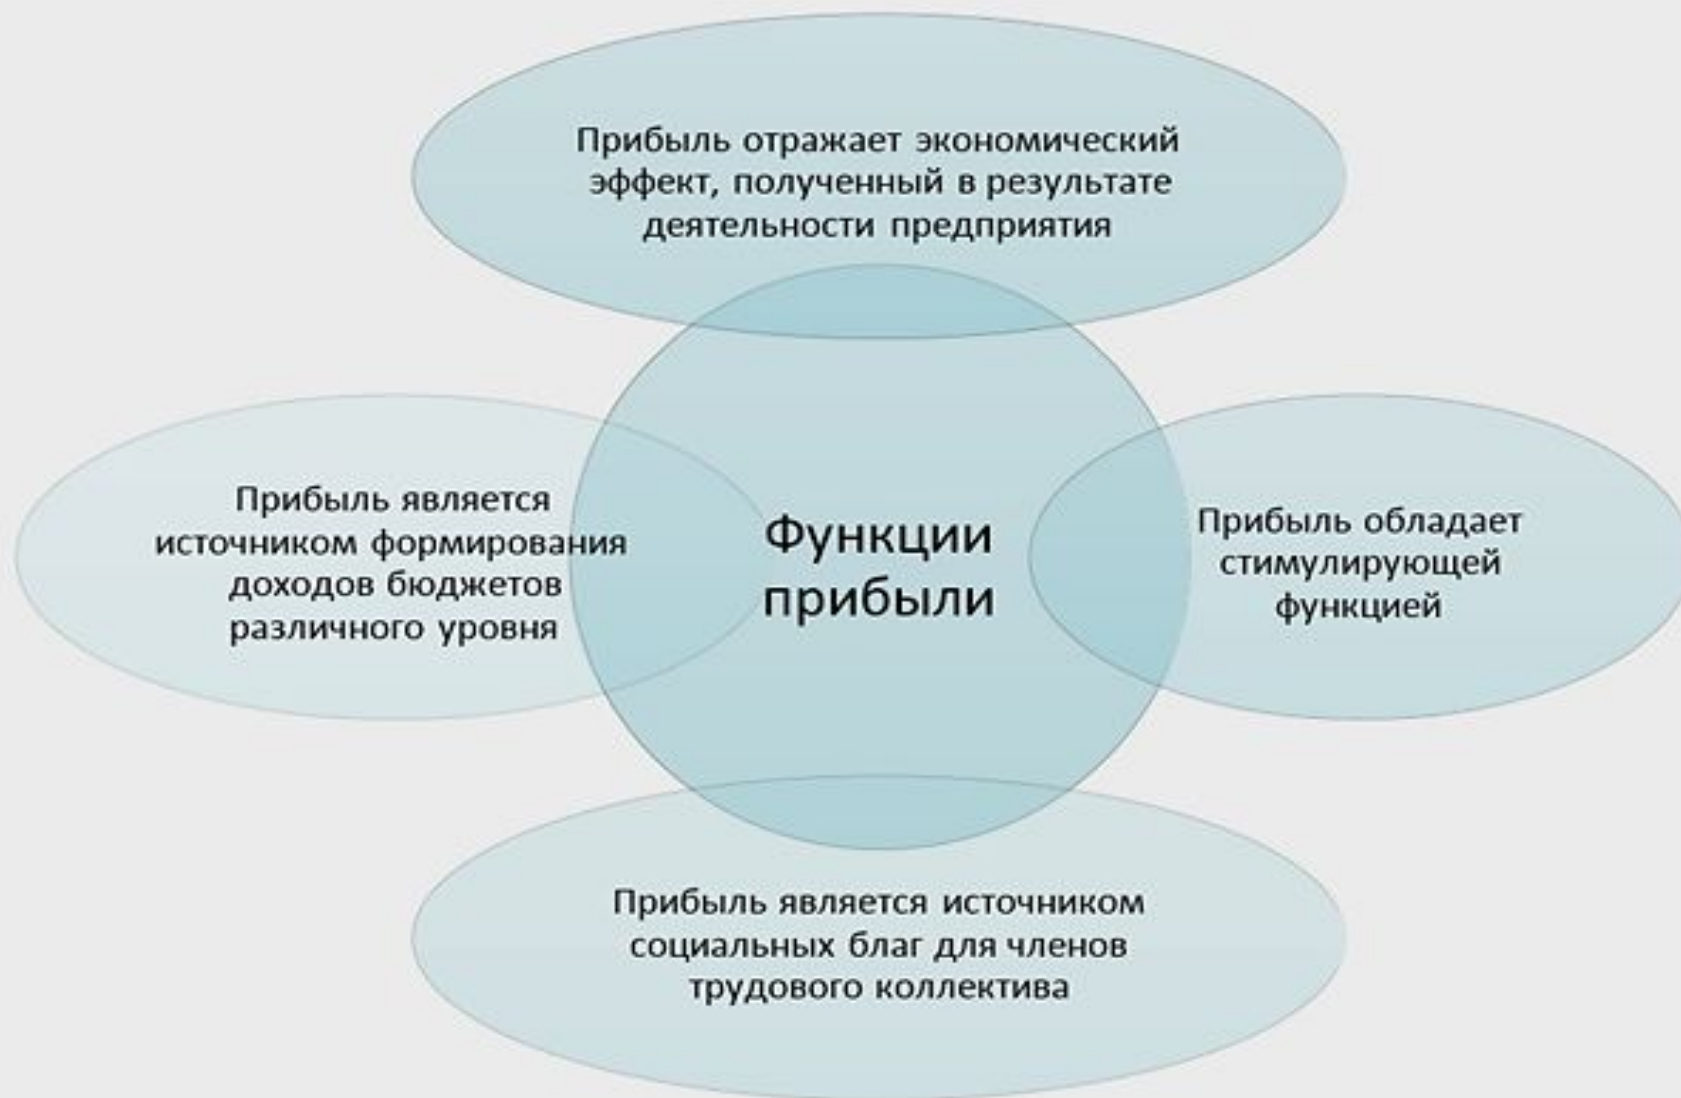 Прибыль отражает экономический
эффект, полученный в результате
деятельности предприятия
Прибыль является
источником формирования
доходов бюджетов
различного уровня
Функции
прибыли
Прибыль обладает
стимулирующей
функцией
Прибыль является источником
социальных благ для членов
трудового коллектива